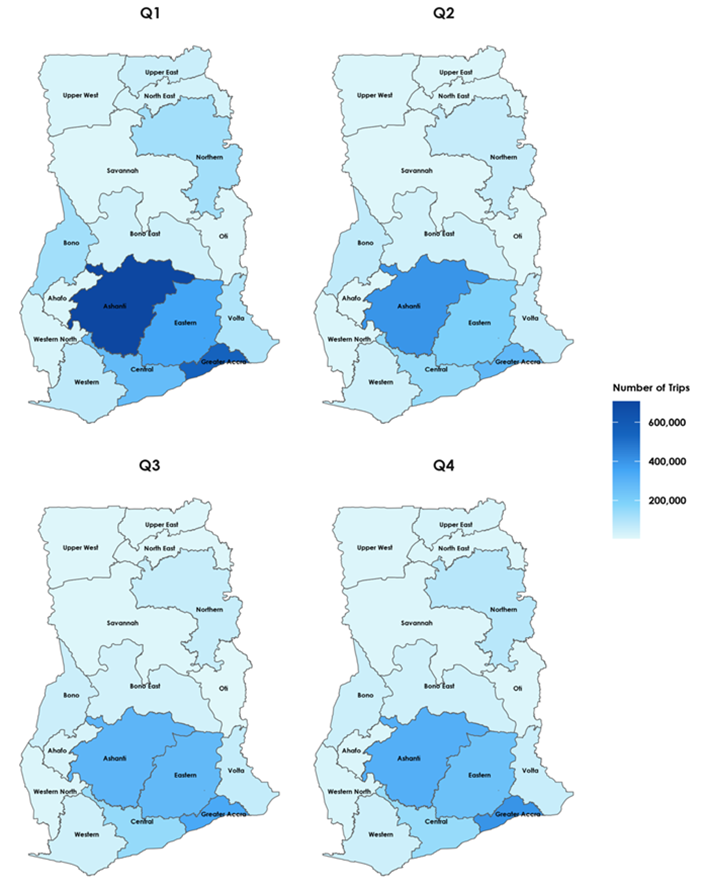 Q1
Q2
Upper East
Upper West
North East
Northern
Savannah
Bono
Bono East
Oti
Ahafo
Ashanti
Eastern
Volta
Western North
Greater Accra
Central
Western
Upper East
Upper West
North East
Northern
Savannah
Bono
Bono East
Oti
Ahafo
Ashanti
Eastern
Volta
Western North
Greater Accra
Central
Western
Number of Trips
600,000
400,000
200,000
Q3
Q4
Upper East
Upper West
North East
Northern
Savannah
Bono
Bono East
Oti
Ahafo
Ashanti
Eastern
Volta
Western North
Greater Accra
Central
Western
Upper East
Upper West
North East
Northern
Savannah
Bono
Bono East
Oti
Ahafo
Ashanti
Eastern
Volta
Western North
Greater Accra
Central
Western